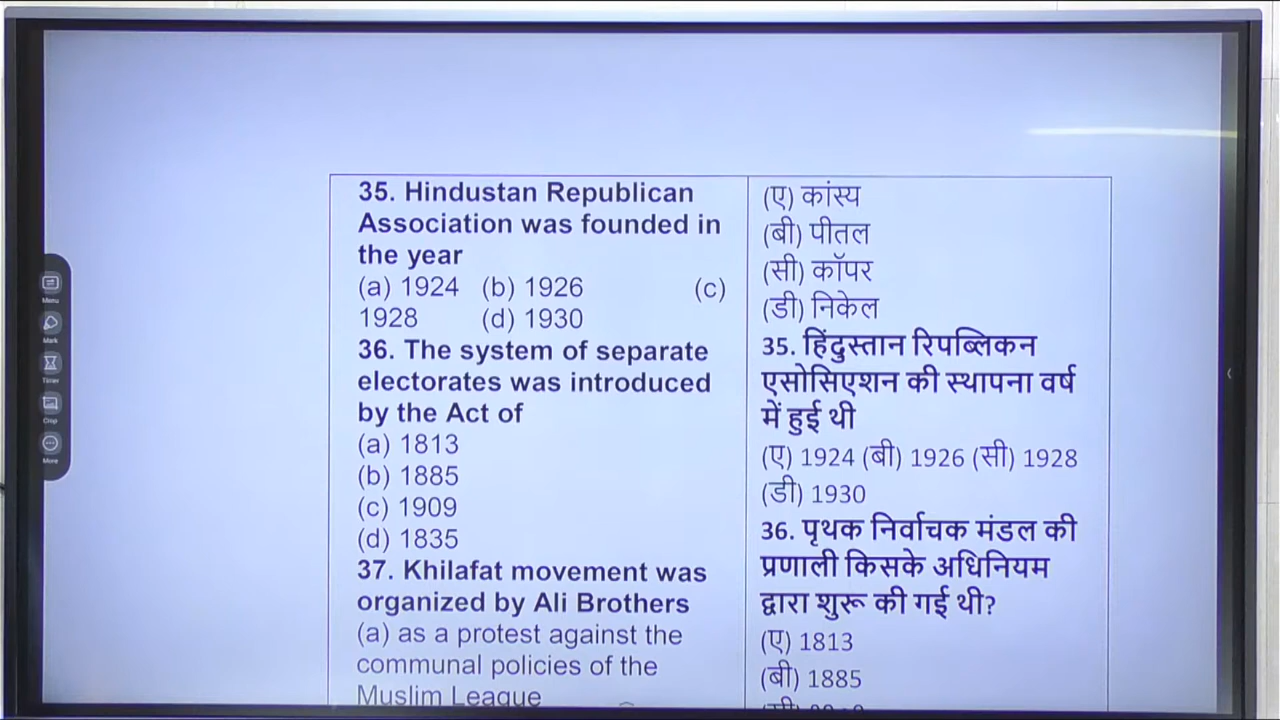 35. Hindustan Republican
Association was founded in
the year
(a) 1924 (b) 1926 (c)
1928 (d) 1930
36. The system of separate
electorates was introduced
by the Act of
(a) 1813
(b) 1885
(c) 1909
(d) 1835
37. Khilafat movement was
organized by Ali Brothers
(a) as a protest against the
communal policies of the
Muslim League
(ए) कांस्य
(बी) पीतल
(सी) कॉपर
(डी) निकेल
35. हिंदुस्तान रिपब्लिकन
एसोसिएशन की स्थापना वर्ष
में हुई थी
(ए) 1924 (बी) 1926 (सी) 1928
(डी) 1930
36. पृथक निर्वाचक मंडल की
प्रणाली किसके अधिनियम
द्वारा शुरू की गई थी?
(ए) 1813
(बी) 1885
Menu
Mark
Timer
Crop
More